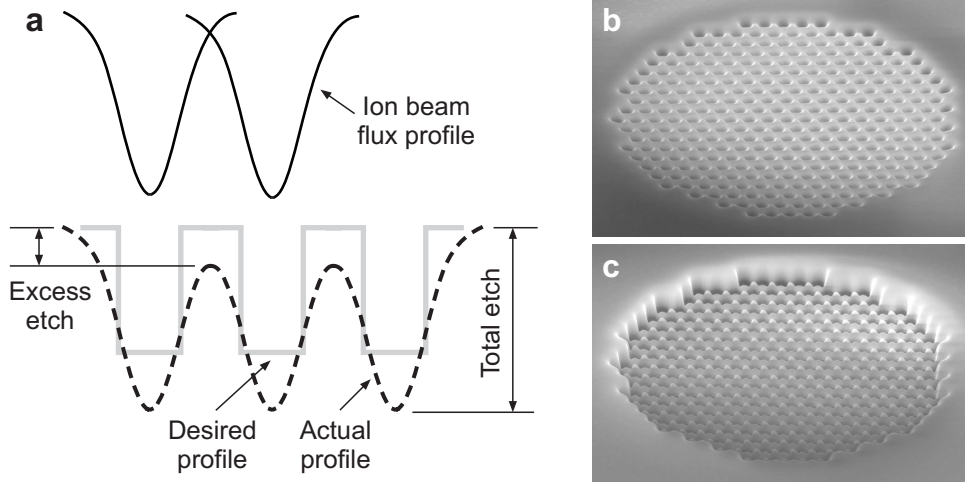 a
Ion beam
flux profile
Excess
etch
Total etch
Desired
profile
Actual
profile
b
c